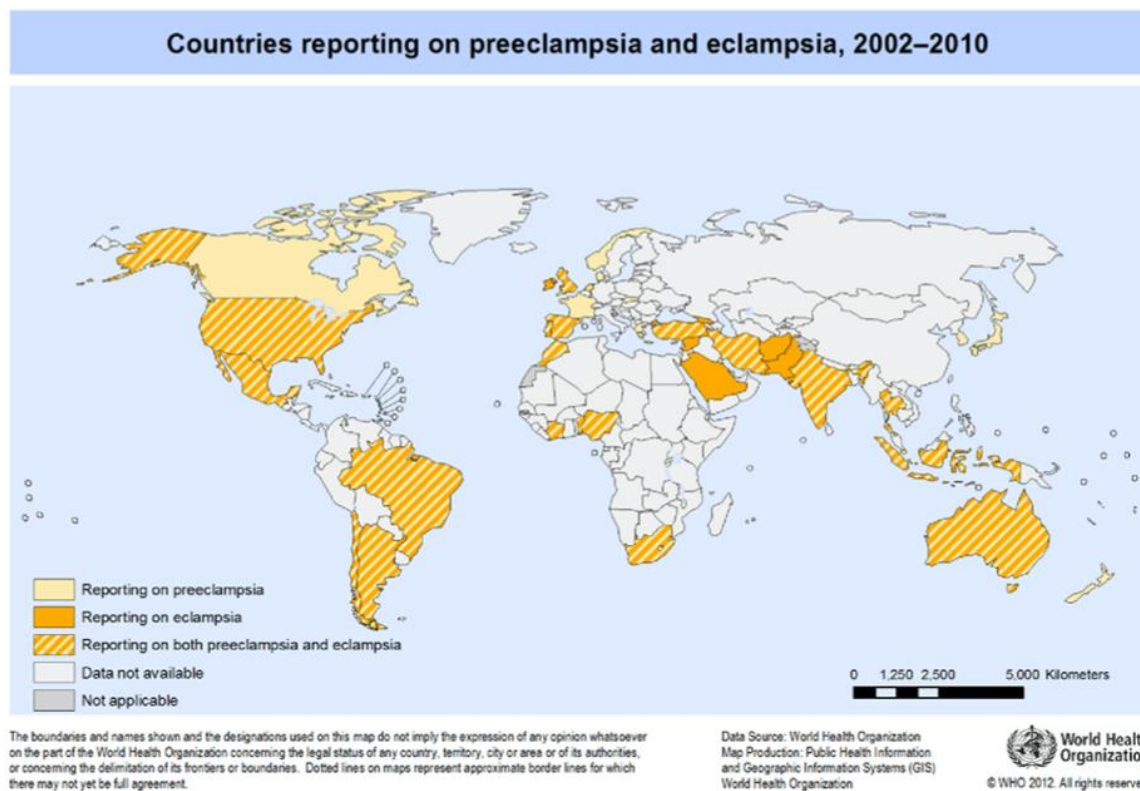 Countries reporting on preeclampsia and eclampsia, 2002–2010
Reporting on preeclampsia
Reporting on eclampsia
Reporting on both preeclampsia and eclampsia
Data not available
Not applicable
0 1,250 2,500 5,000 Kilometers
The boundaries and names shown and the designations used on this map do not imply the expression of any opinion whatsoever
on the part of the World Health Organization concerning the legal status of any country, territory, city or area or of its authorities,
or concerning the delimitation of its frontiers or boundaries. Dotted lines on maps represent approximate border lines for which
there may not yet be full agreement.
Data Source: World Health Organization
Map Production: Public Health Information
and Geographic Information Systems (GIS)
World Health Organization
World Healt
Organizatio
© WHO 2012. All rights reserve